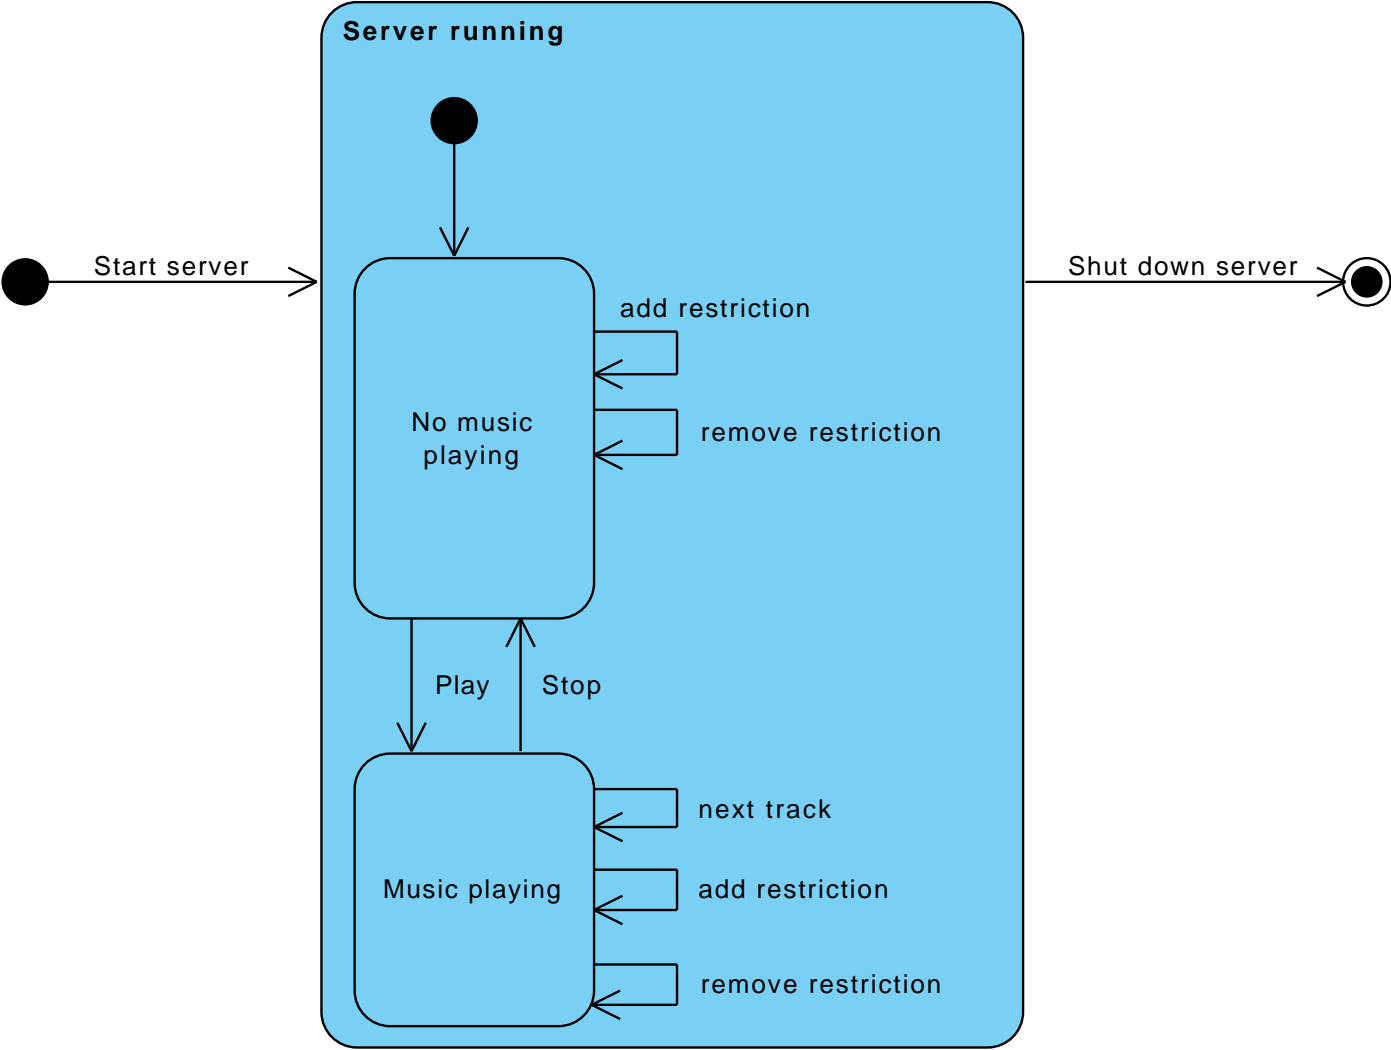 Server running
Start server
Shut down server
add restriction
No music
playing
remove restriction
Play
Stop
next track
Music playing
add restriction
remove restriction